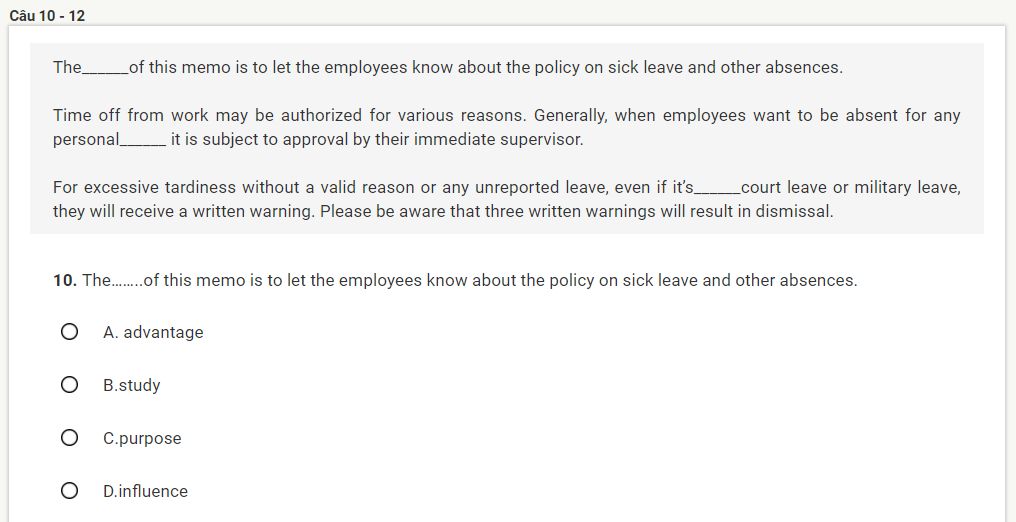 Câu 10 - 12
The______of this memo is to let the employees know about the policy on sick leave and other absences.
Time off from work may be authorized for various reasons. Generally, when employees want to be absent for any
personal______ it is subject to approval by their immediate supervisor.
For excessive tardiness without a valid reason or any unreported leave, even if it’s______court leave or military leave,
they will receive a written warning. Please be aware that three written warnings will result in dismissal.
10. The........of this memo is to let the employees know about the policy on sick leave and other absences.
A. advantage
B.study
C.purpose
D.influence